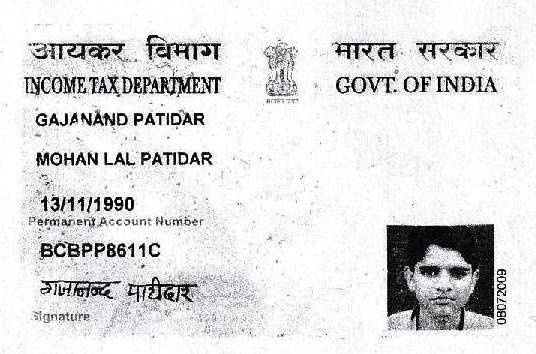 आयकर विभाग
भारत सरकार
INCOME TAX DEPARTMENT
GOVT. OF INDIA
GAJANAND PATIDAR
MOHAN LAL PATIDAR
13/11/1990
Permanent Account Number
BCBPP8611C
गजानन्द पाटीदार
Signature
08072009